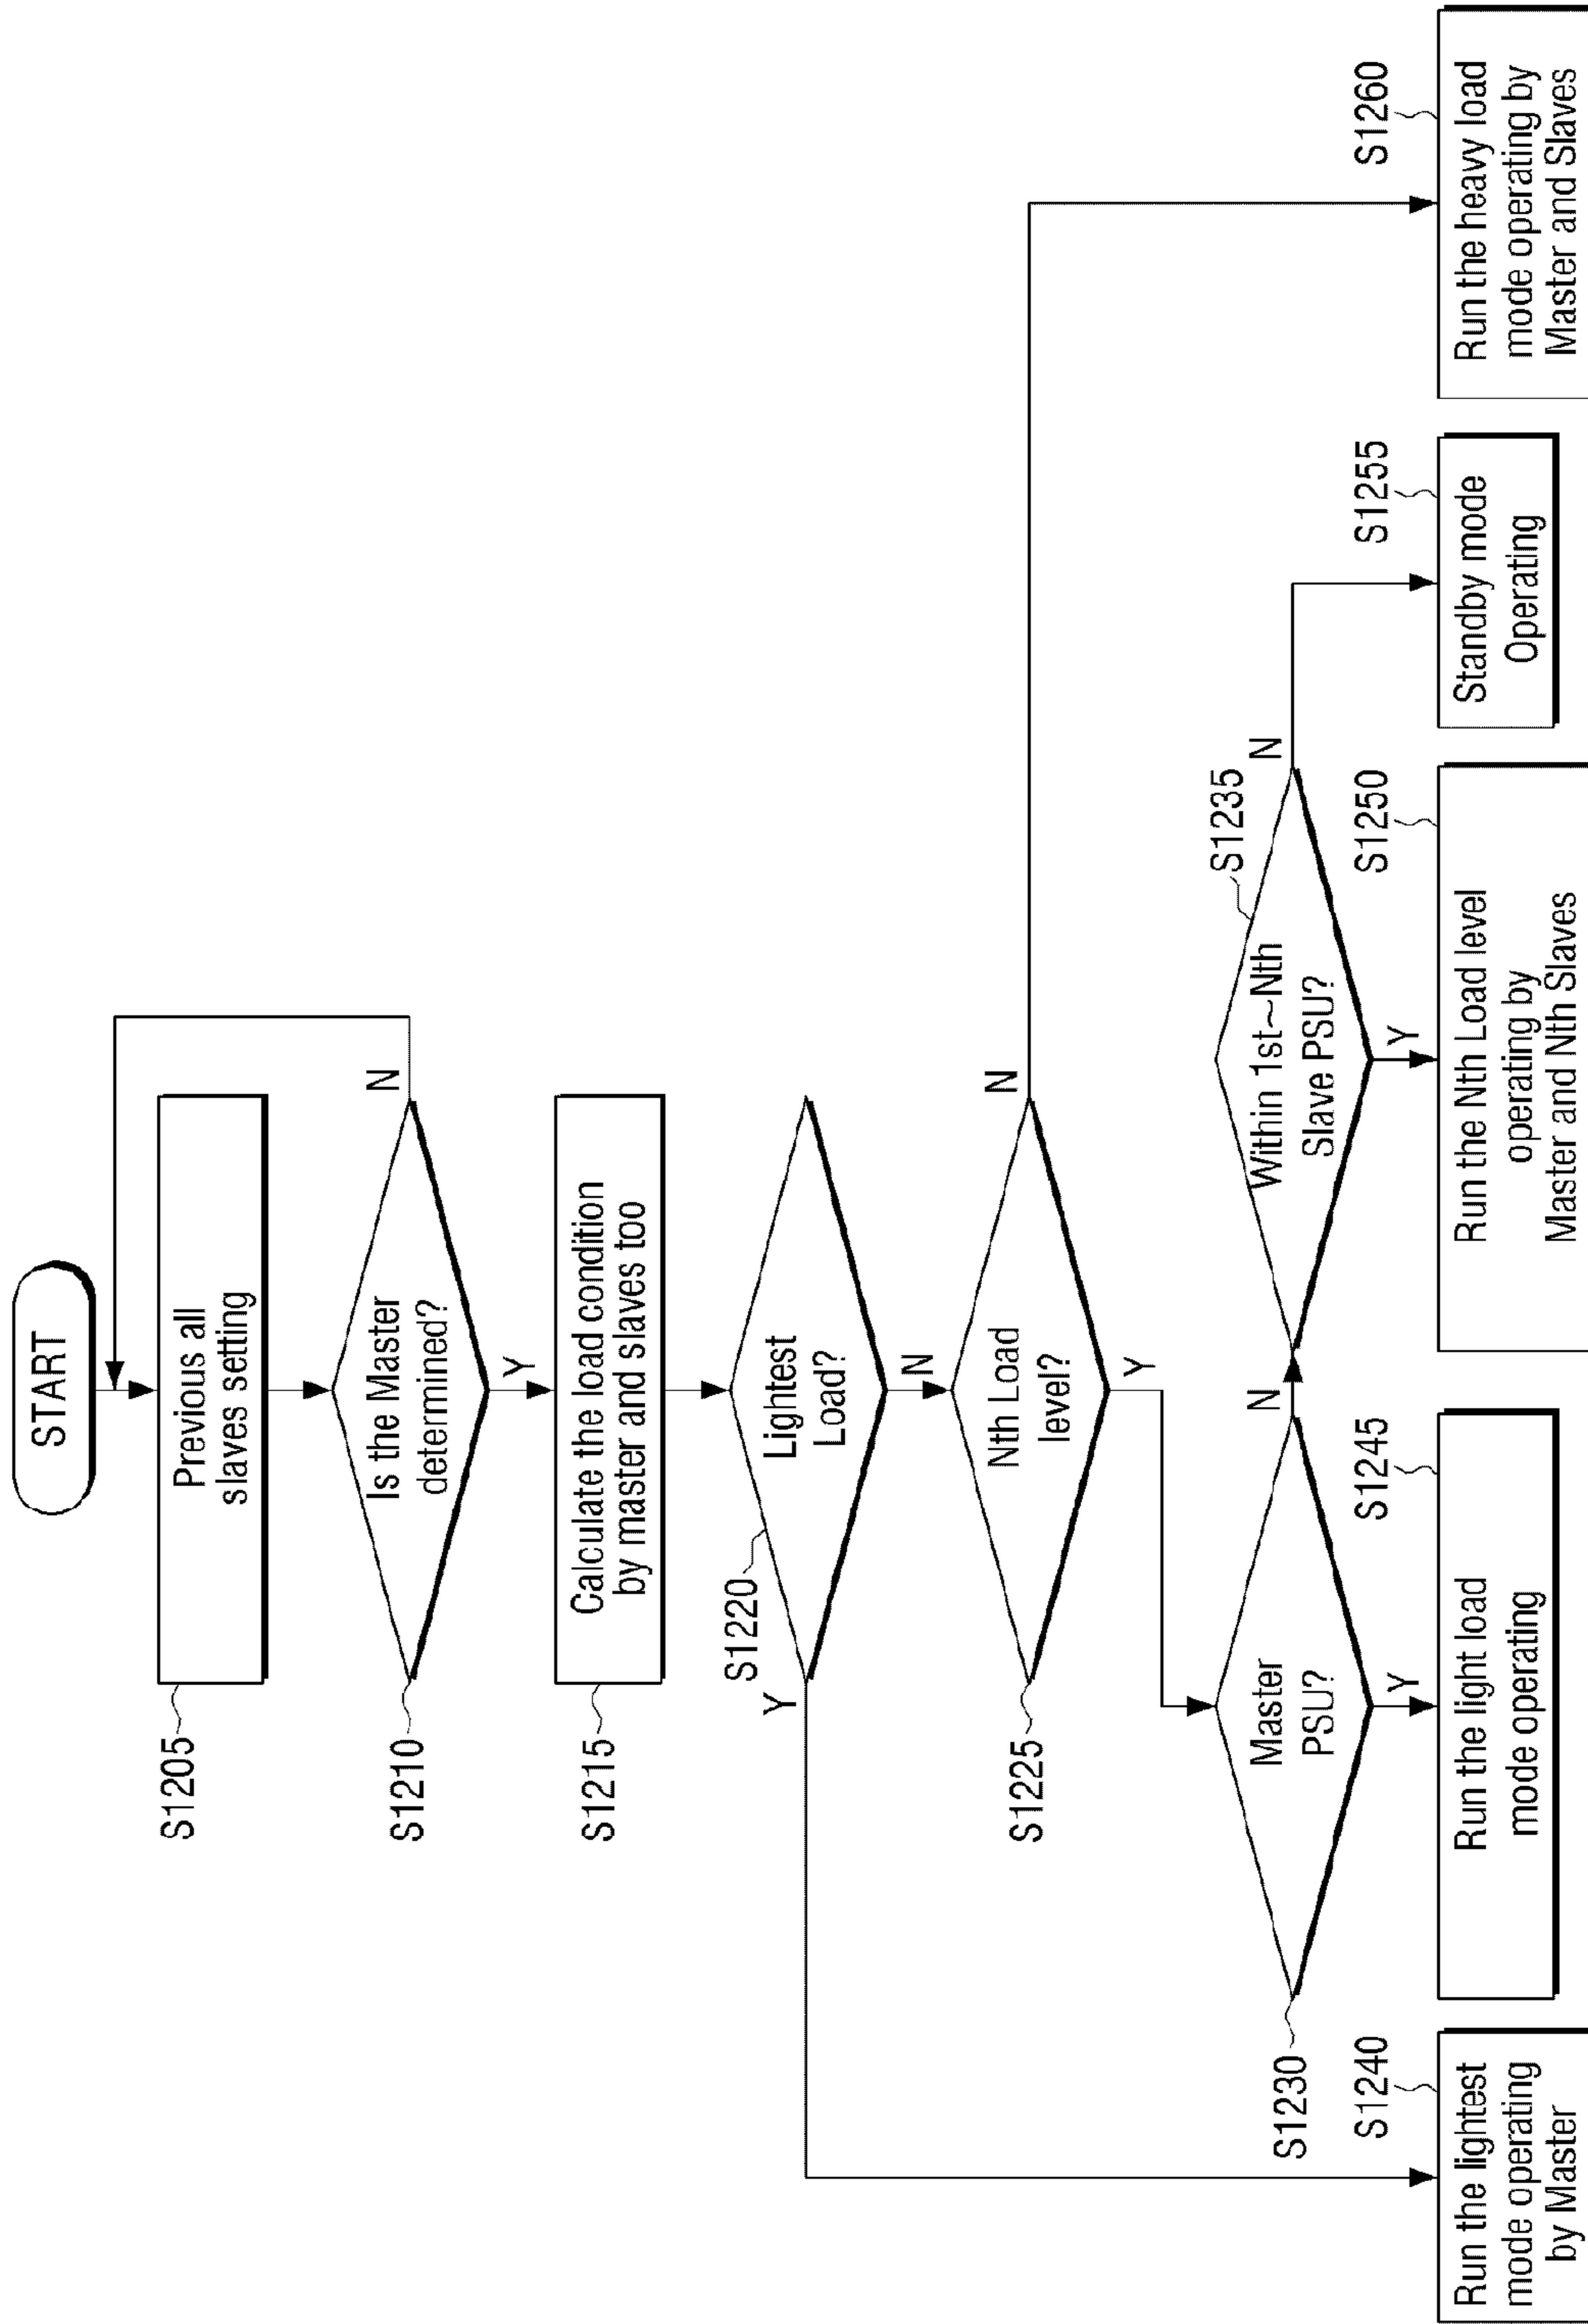 START
Previous all
slaves setting
S1205
Is the Master
determined?
S1210
N
Y
Calculate the load condition
by master and slaves too
S1215
S1220
Lightest
Load?
Y
N
Nth Load
level?
S1225
N
Y
Master
PSU?
S1230
N
Y
Within 1st~Nth
Slave PSU?
S1235
N
Y
S1240
Run the lightest
mode operating
by Master
S1245
Run the light load
mode operating
S1250
Run the Nth Load level
operating by
Master and Nth Slaves
S1255
Standby mode
Operating
S1260
Run the heavy load
mode operating by
Master and Slaves